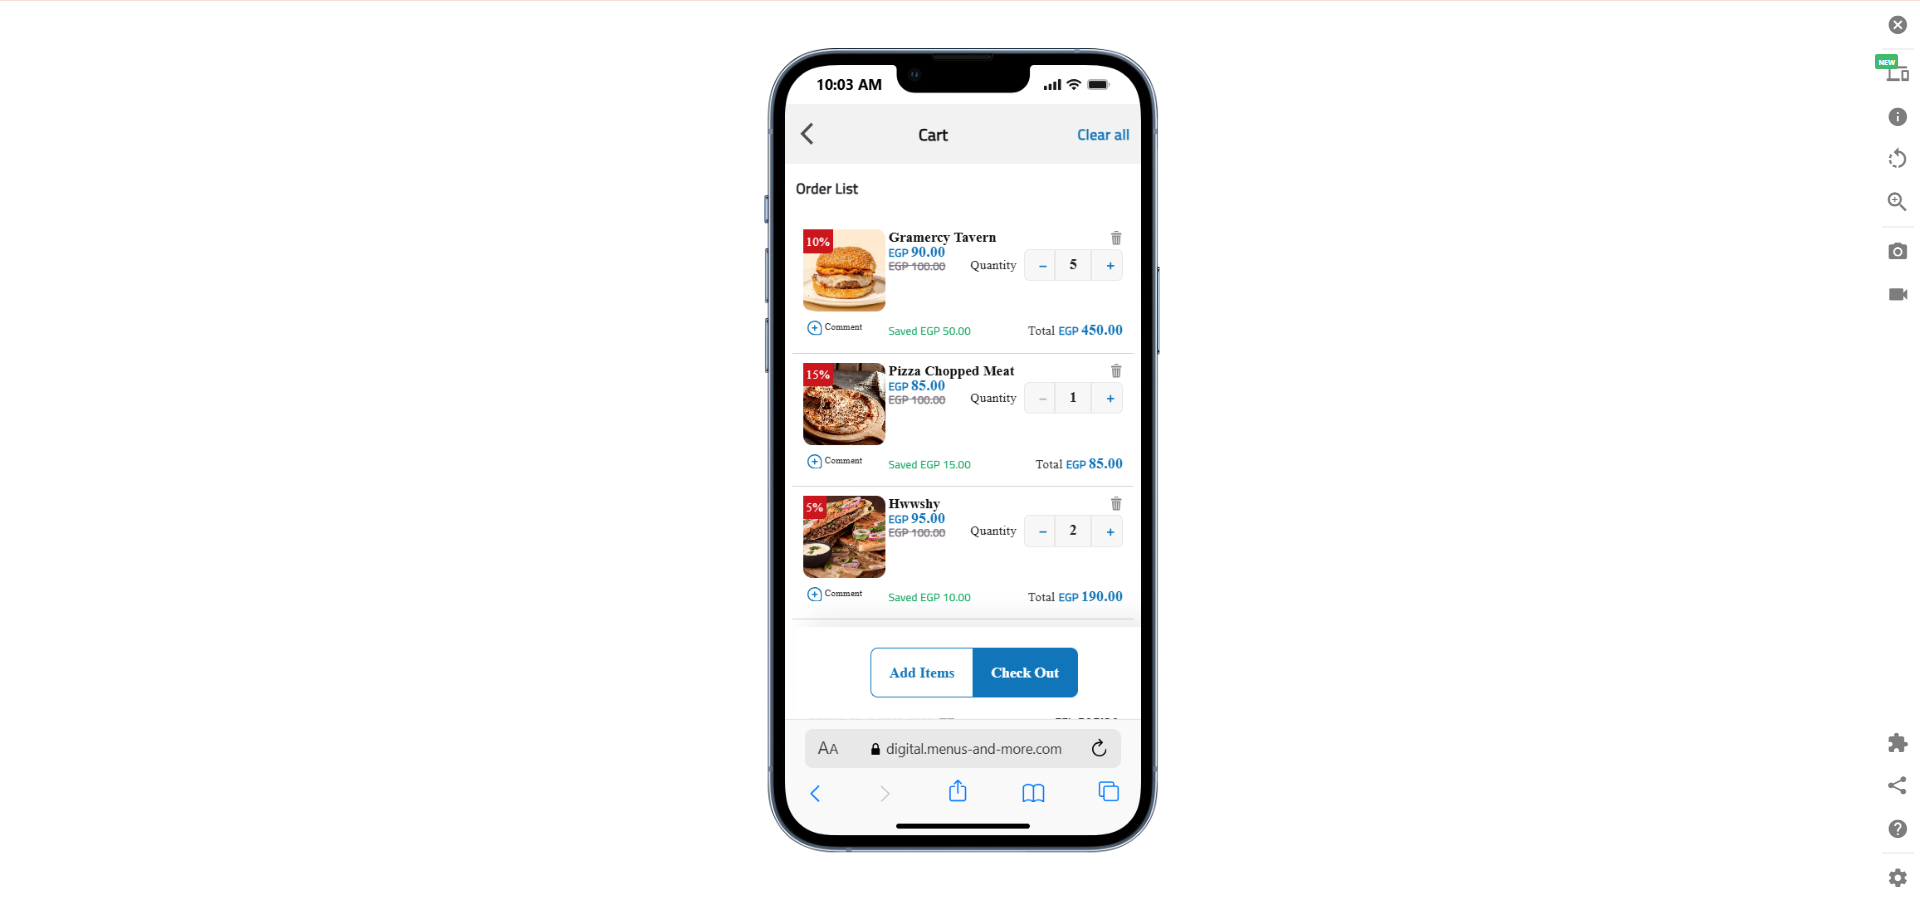 NEW
10:03 AM
Cart
Clear all
Order List
10%
Gramercy Tavern
EGP 90.00
EGP 100.00
Quantity
−
5
+
Comment
Saved EGP 50.00
Total EGP 450.00
15%
Pizza Chopped Meat
EGP 85.00
EGP 100.00
Quantity
−
1
+
Comment
Saved EGP 15.00
Total EGP 85.00
5%
Hwwshy
EGP 95.00
EGP 100.00
Quantity
−
2
+
Comment
Saved EGP 10.00
Total EGP 190.00
Add Items
Check Out
AA
digital.menus-and-more.com